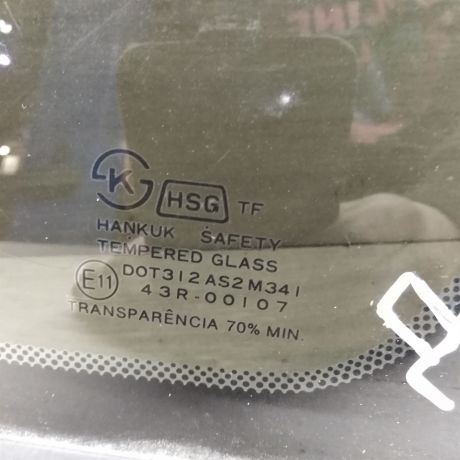 K HSG TF
HANKUK SAFETY
TEMPERED GLASS
E11 DOT312 AS2 M341
43R-00107
TRANSPARÊNCIA 70% MIN.